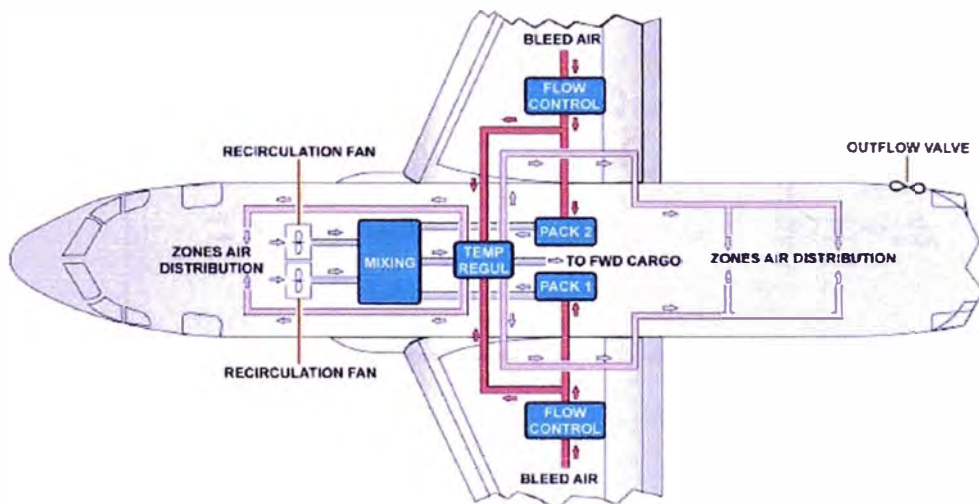 BLEED AIR
FLOW
CONTROL
RECIRCULATION FAN
OUTFLOW VALVE
ZONES AIR
DISTRIBUTION
MIXING
TEMP
REGUL
PACK 2
TO FWD CARGO
PACK 1
ZONES AIR DISTRIBUTION
RECIRCULATION FAN
FLOW
CONTROL
BLEED AIR